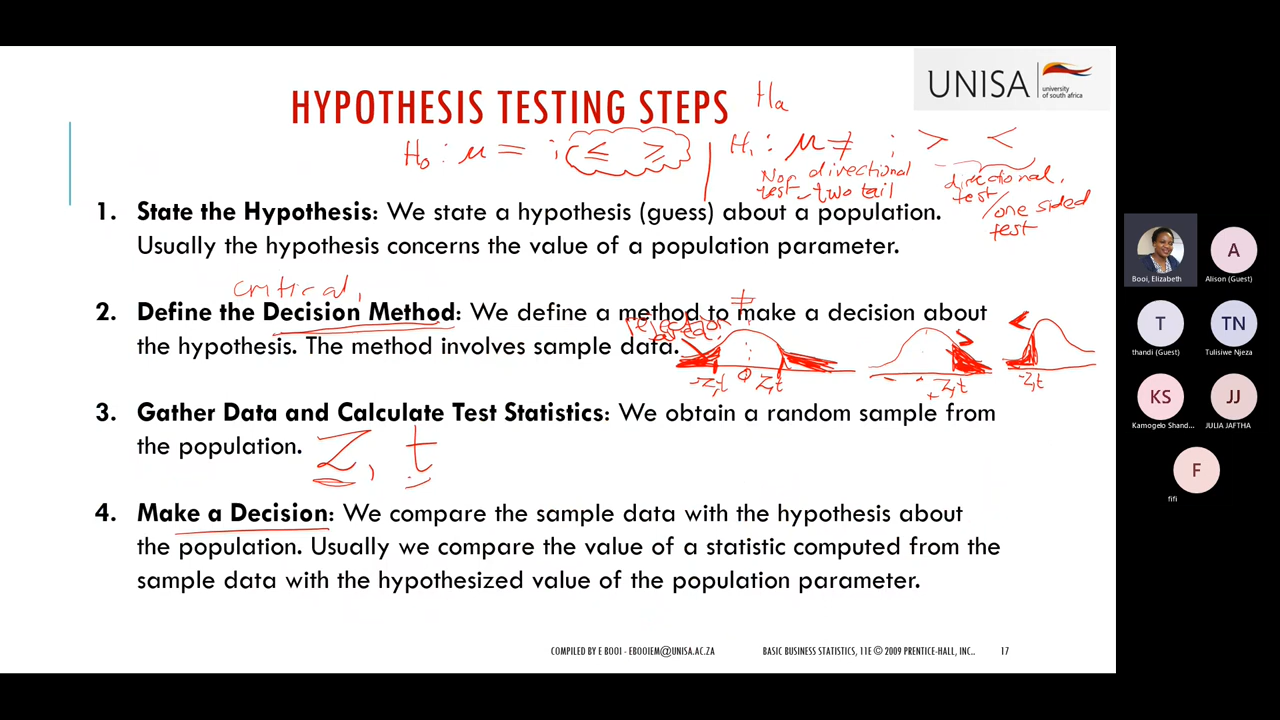 UNISA
university
of south africa
HYPOTHESIS TESTING STEPS
Ha
H₀ : μ = ; ≤ ≥
H₁ : μ ≠ ; > <
Non directional
test - two tail
directional
test / one sided
test
1. State the Hypothesis: We state a hypothesis (guess) about a population.
Usually the hypothesis concerns the value of a population parameter.
critical,
2. Define the Decision Method: We define a method to make a decision about
the hypothesis. The method involves sample data.
rejection
≠
>
<
-Z,t 0 Z,t
+Z,t
-Z,t
3. Gather Data and Calculate Test Statistics: We obtain a random sample from
the population.
Z, t
4. Make a Decision: We compare the sample data with the hypothesis about
the population. Usually we compare the value of a statistic computed from the
sample data with the hypothesized value of the population parameter.
COMPILED BY E BOOI - EBOOIEM@UNISA.AC.ZA
BASIC BUSINESS STATISTICS, 11E © 2009 PRENTICE-HALL, INC..
17
Booi, Elizabeth
A
Alison (Guest)
T
thandi (Guest)
TN
Tulisiwe Njeza
KS
Kamogelo Shand...
JJ
JULIA JAFTHA
F
fifi